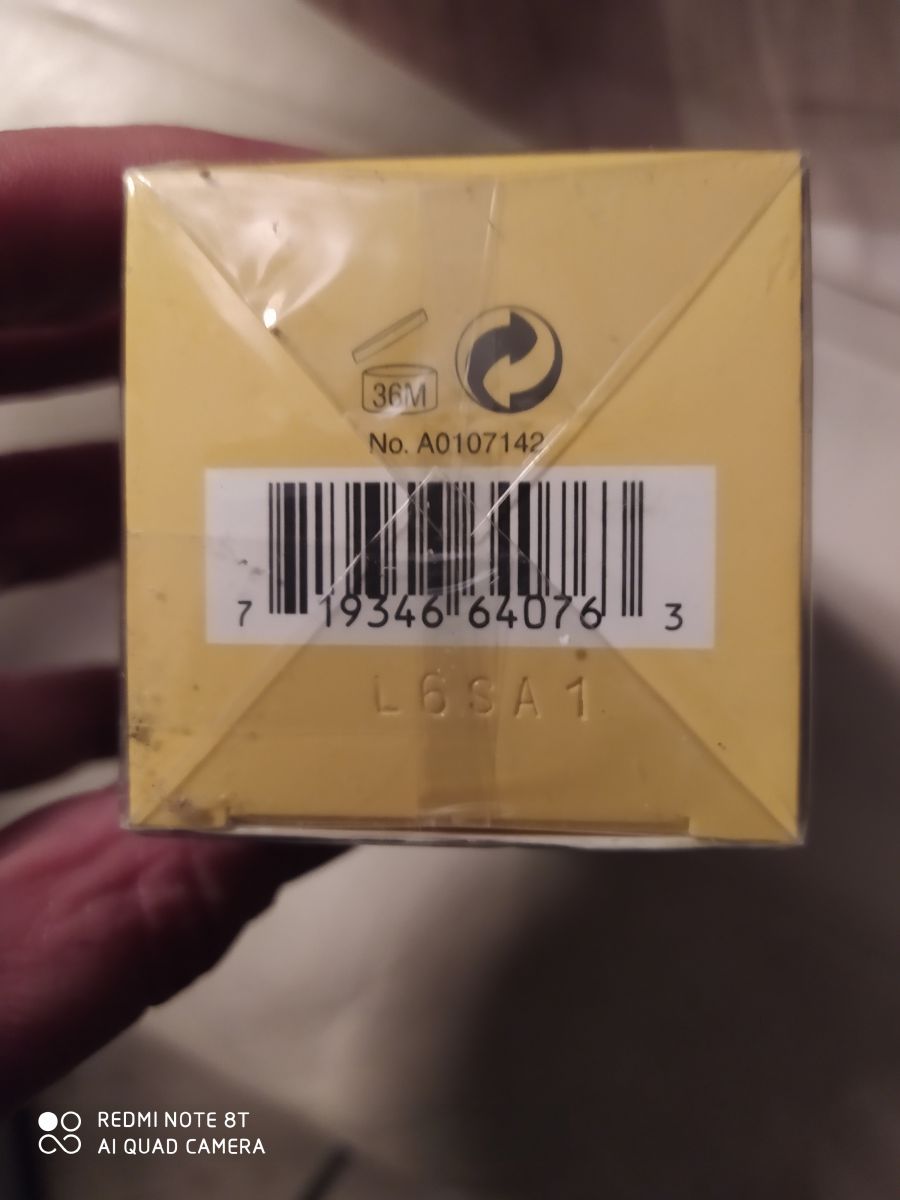 36M
No. A0107142
7 19346 64076 3
L6SA1
REDMI NOTE 8T
AI QUAD CAMERA